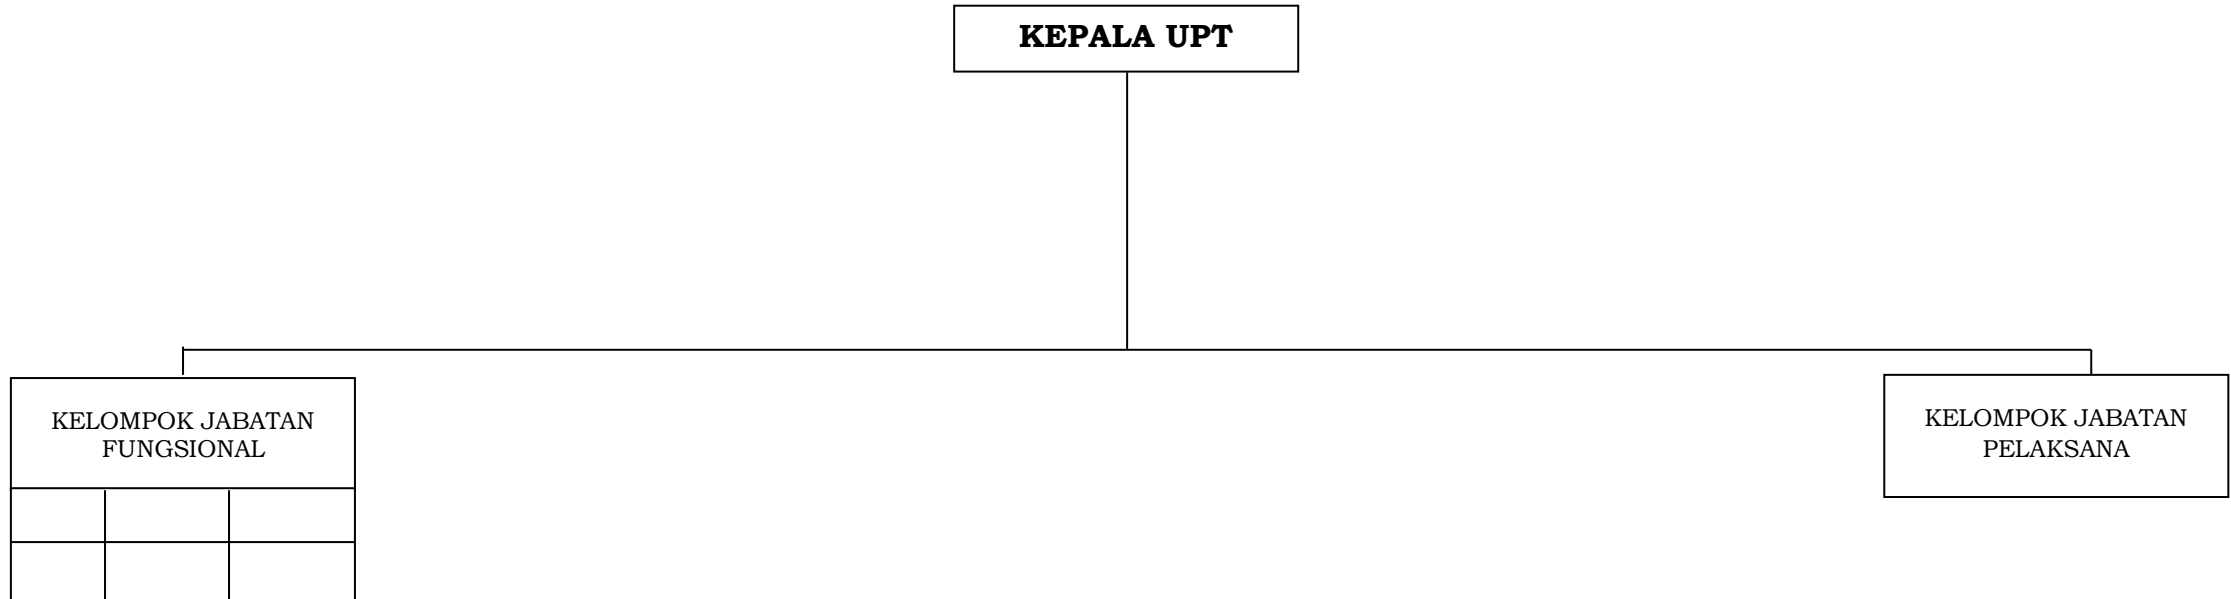 KEPALA UPT
KELOMPOK JABATAN
FUNGSIONAL
KELOMPOK JABATAN
PELAKSANA